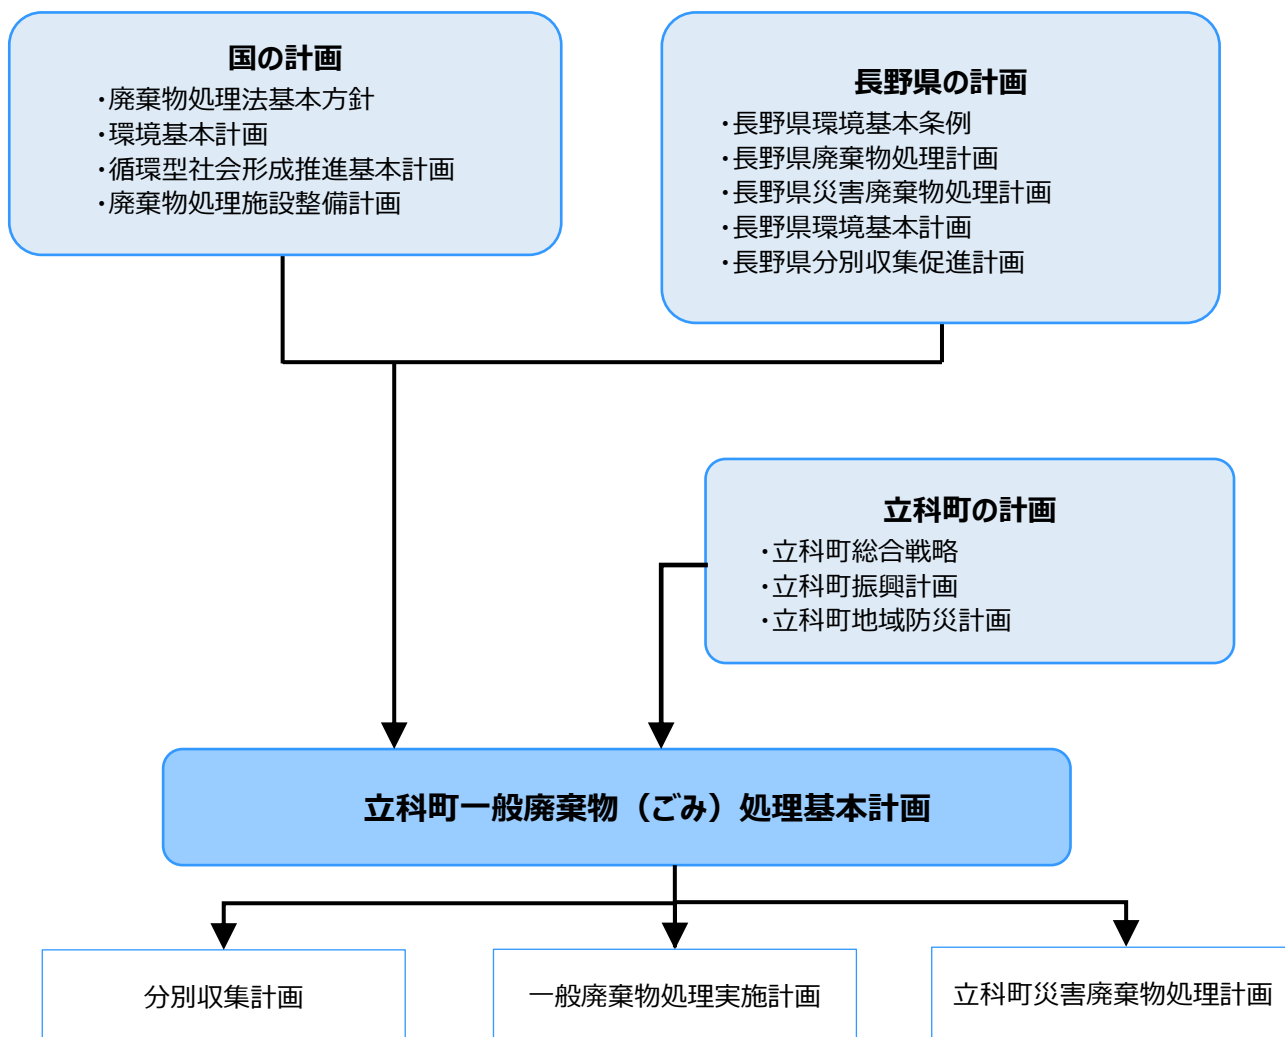 国の計画
・廃棄物処理法基本方針
・環境基本計画
・循環型社会形成推進基本計画
・廃棄物処理施設整備計画
長野県の計画
・長野県環境基本条例
・長野県廃棄物処理計画
・長野県災害廃棄物処理計画
・長野県環境基本計画
・長野県分別収集促進計画
立科町の計画
・立科町総合戦略
・立科町振興計画
・立科町地域防災計画
立科町一般廃棄物（ごみ）処理基本計画
分別収集計画
一般廃棄物処理実施計画
立科町災害廃棄物処理計画